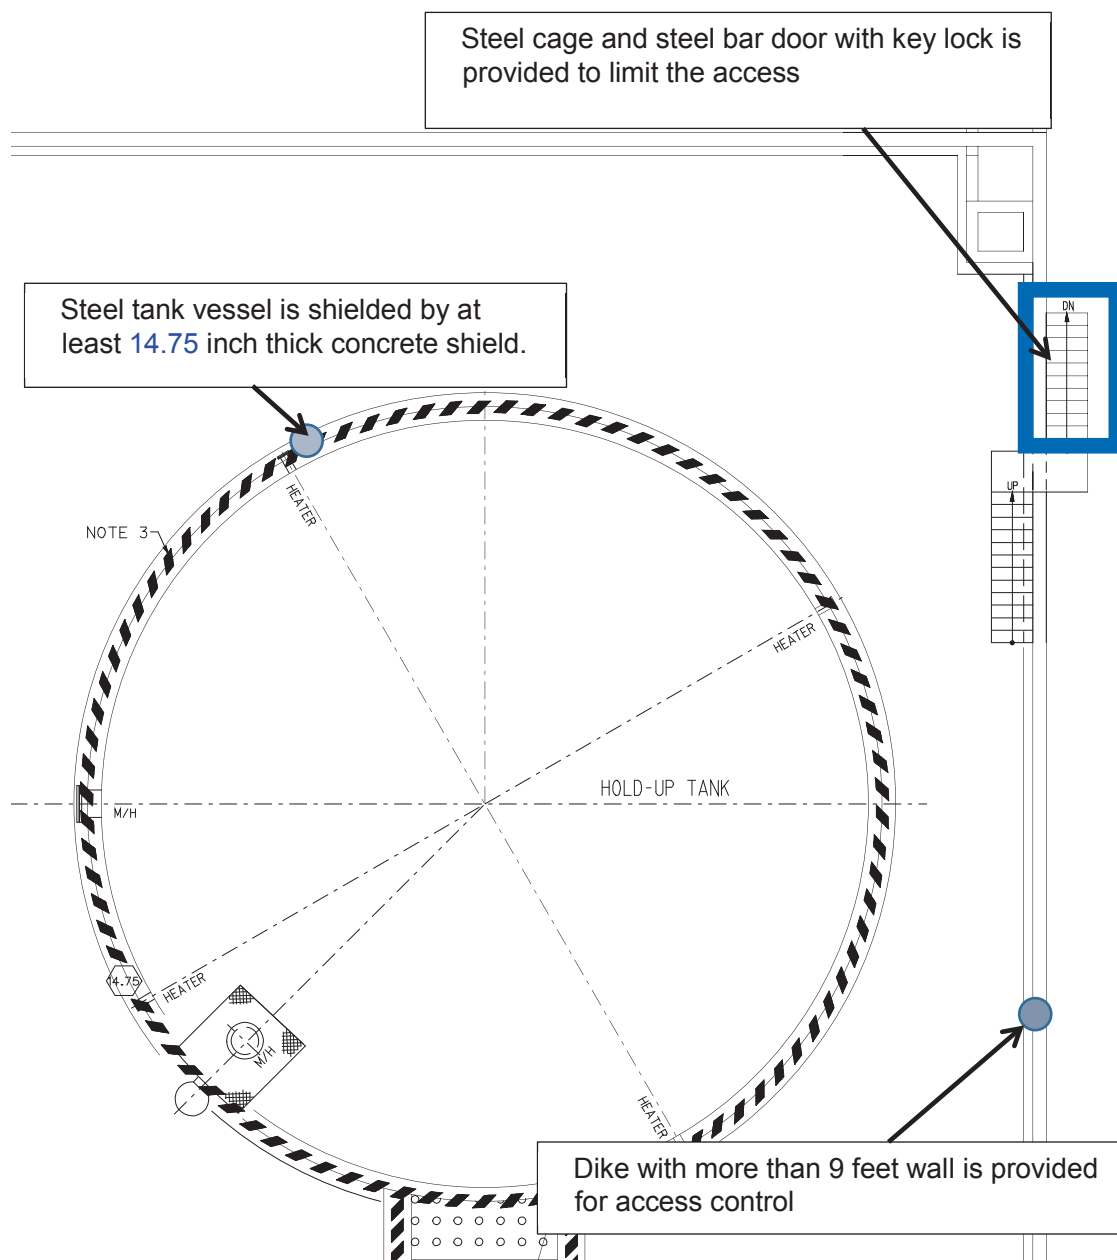 Steel cage and steel bar door with key lock is
provided to limit the access
Steel tank vessel is shielded by at
least 14.75 inch thick concrete shield.
DN
UP
HEATER
NOTE 3
HEATER
HOLD-UP TANK
M/H
14.75
HEATER
M/H
HEATER
Dike with more than 9 feet wall is provided
for access control